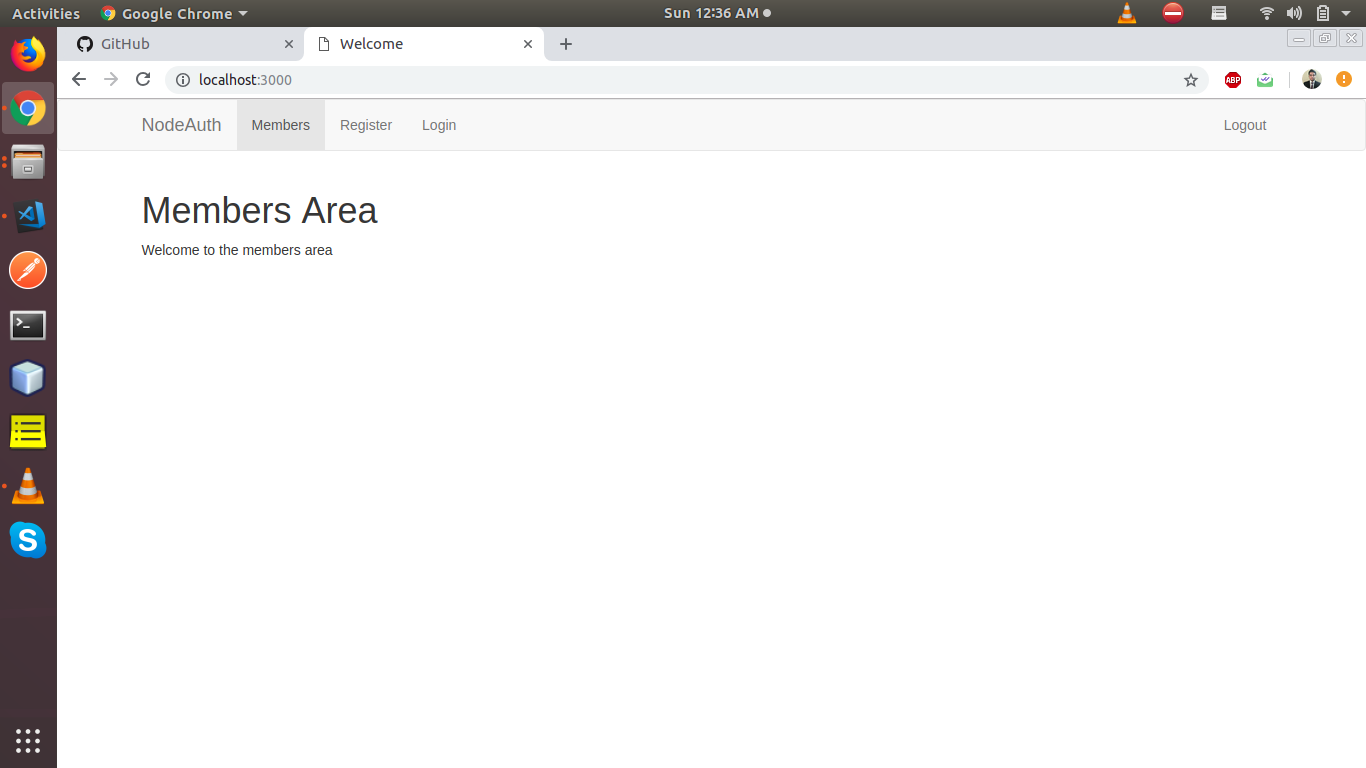 Activities Google Chrome Sun 12:36 AM
GitHub Welcome
localhost:3000 ABP
NodeAuth Members Register Login Logout
Members Area
Welcome to the members area
S